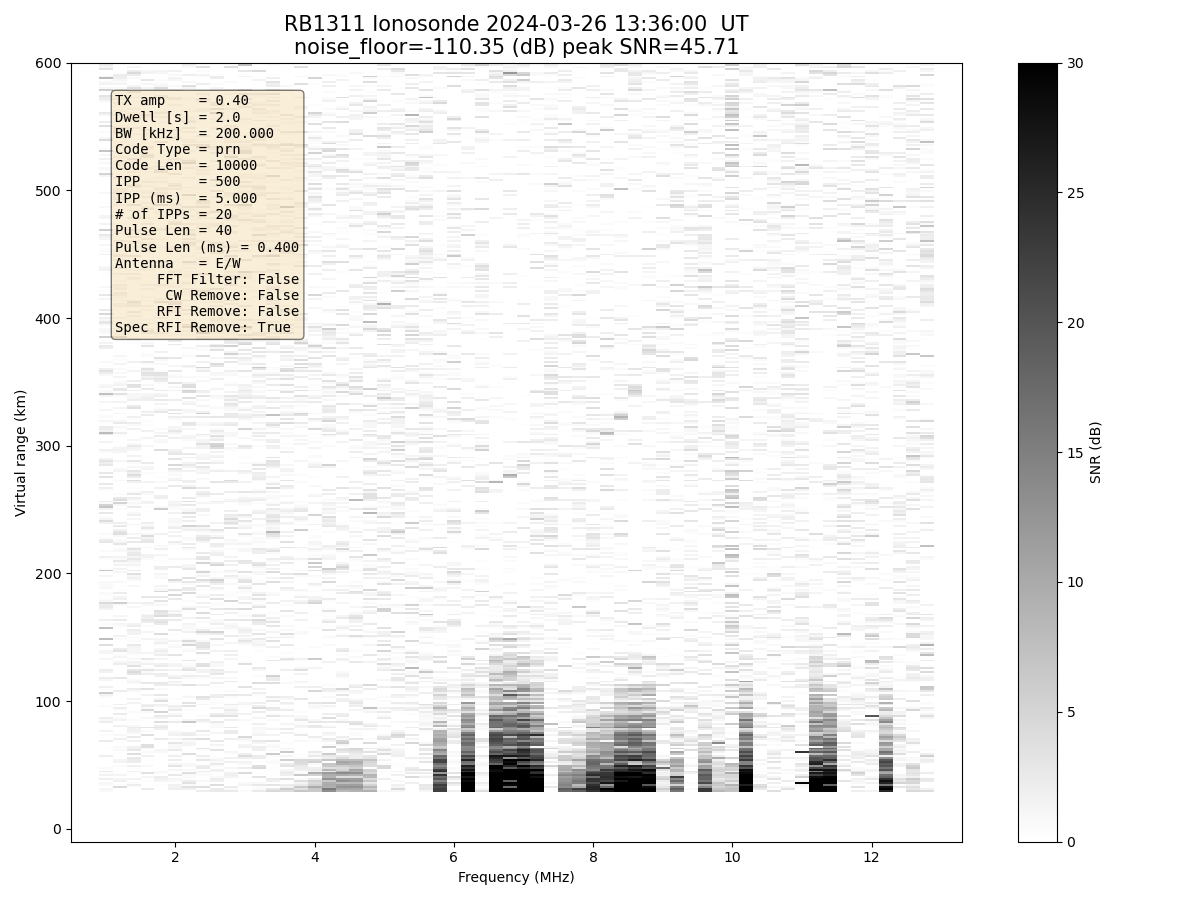 RB1311 Ionosonde 2024-03-26 13:36:00  UT
noise_floor=-110.35 (dB) peak SNR=45.71
TX amp    = 0.40
Dwell [s] = 2.0
BW [kHz]  = 200.000
Code Type = prn
Code Len  = 10000
IPP       = 500
IPP (ms)  = 5.000
# of IPPs = 20
Pulse Len = 40
Pulse Len (ms) = 0.400
Antenna   = E/W
FFT Filter: False
CW Remove: False
RFI Remove: False
Spec RFI Remove: True
Virtual range (km)
600
500
400
300
200
100
0
2
4
6
8
10
12
Frequency (MHz)
30
25
20
15
10
5
0
SNR (dB)